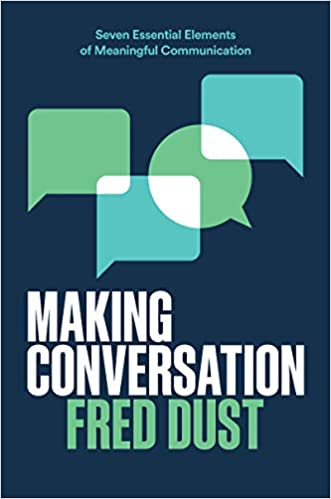 Seven Essential Elements
of Meaningful Communication
MAKING
CONVERSATION
FRED DUST